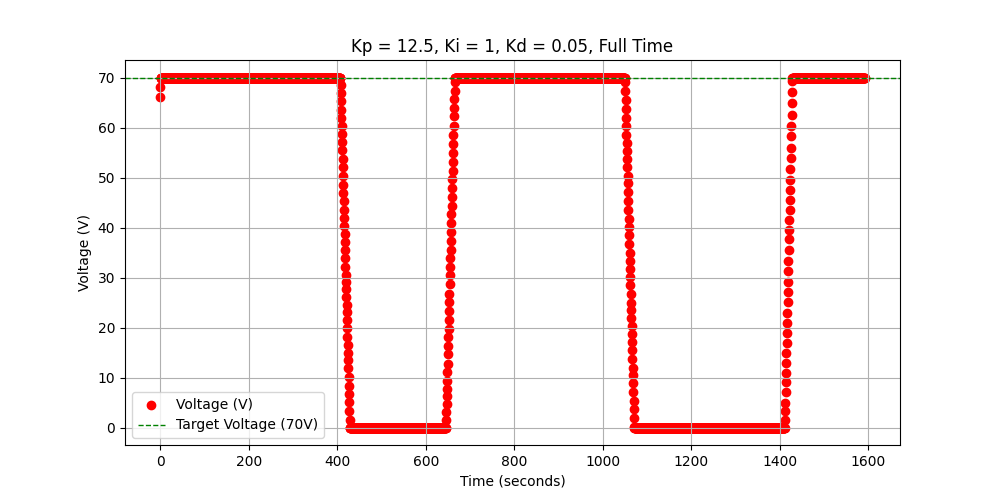 Kp = 12.5, Ki = 1, Kd = 0.05, Full Time
70
60
50
40
30
20
10
0
Voltage (V)
Voltage (V)
Target Voltage (70V)
0 200 400 600 800 1000 1200 1400 1600
Time (seconds)